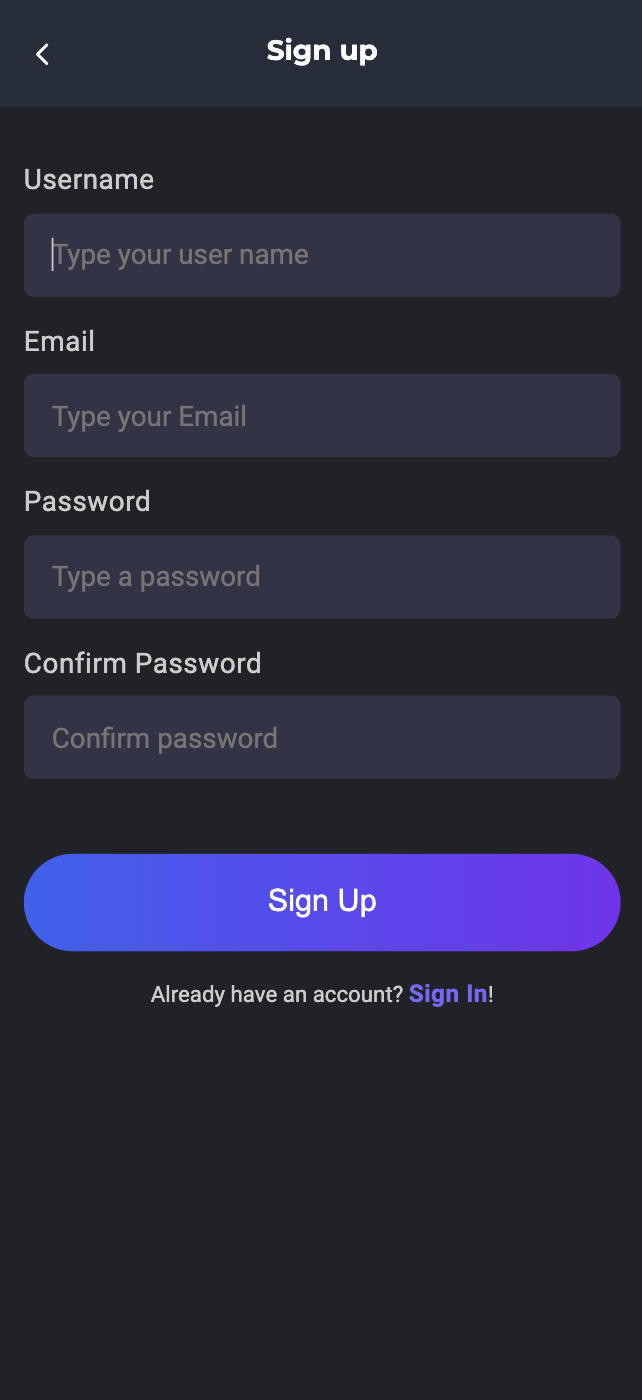 Sign up
Username
Type your user name
Email
Type your Email
Password
Type a password
Confirm Password
Confirm password
Sign Up
Already have an account? Sign In!